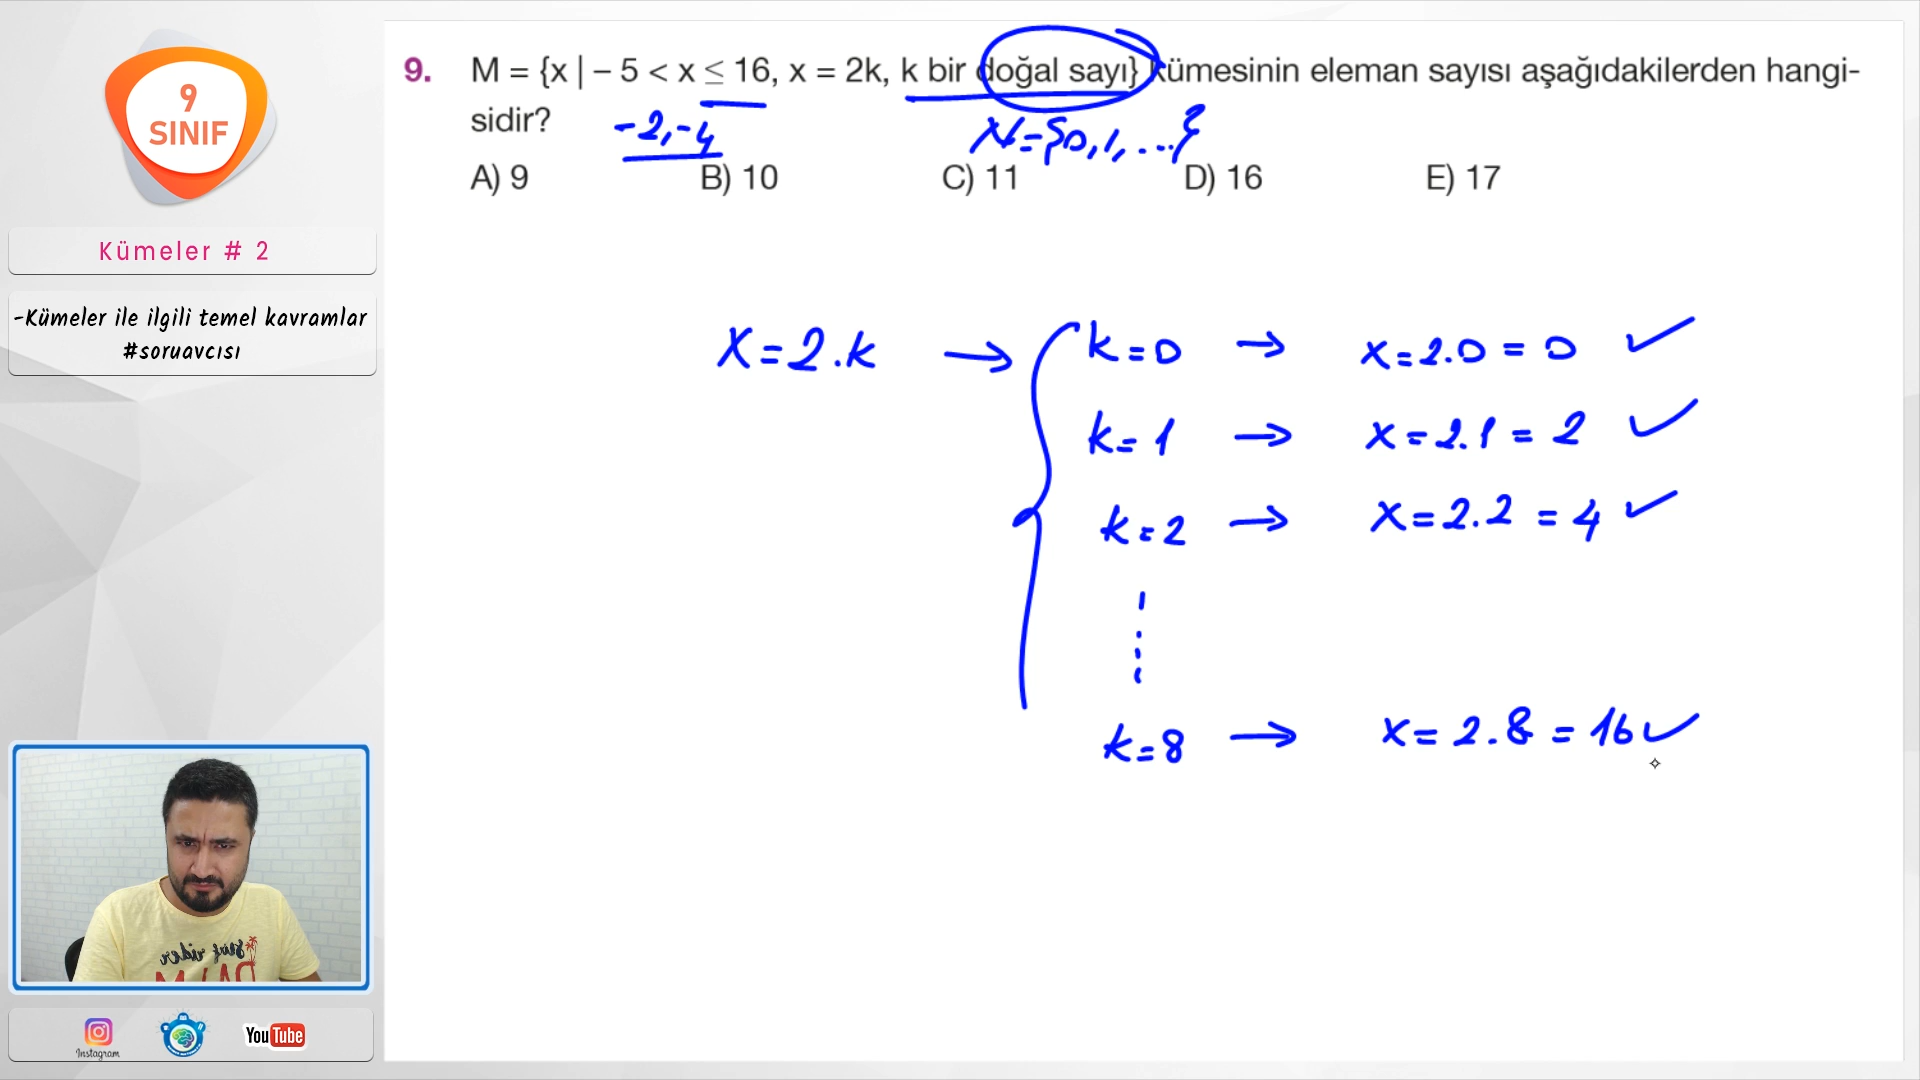 9
SINIF
Kümeler # 2
-Kümeler ile ilgili temel kavramlar
#soruavcısı
9. M = {x | – 5 < x ≤ 16, x = 2k, k bir doğal sayı} kümesinin eleman sayısı aşağıdakilerden hangi-
sidir?
-2,-4
N={0,1,...}
A) 9 B) 10 C) 11 D) 16 E) 17
x=2.k → k=0 → x=2.0=0 ✓
k=1 → x=2.1=2 ✓
k=2 → x=2.2=4 ✓
k=8 → x=2.8=16 ✓
Instagram
YouTube